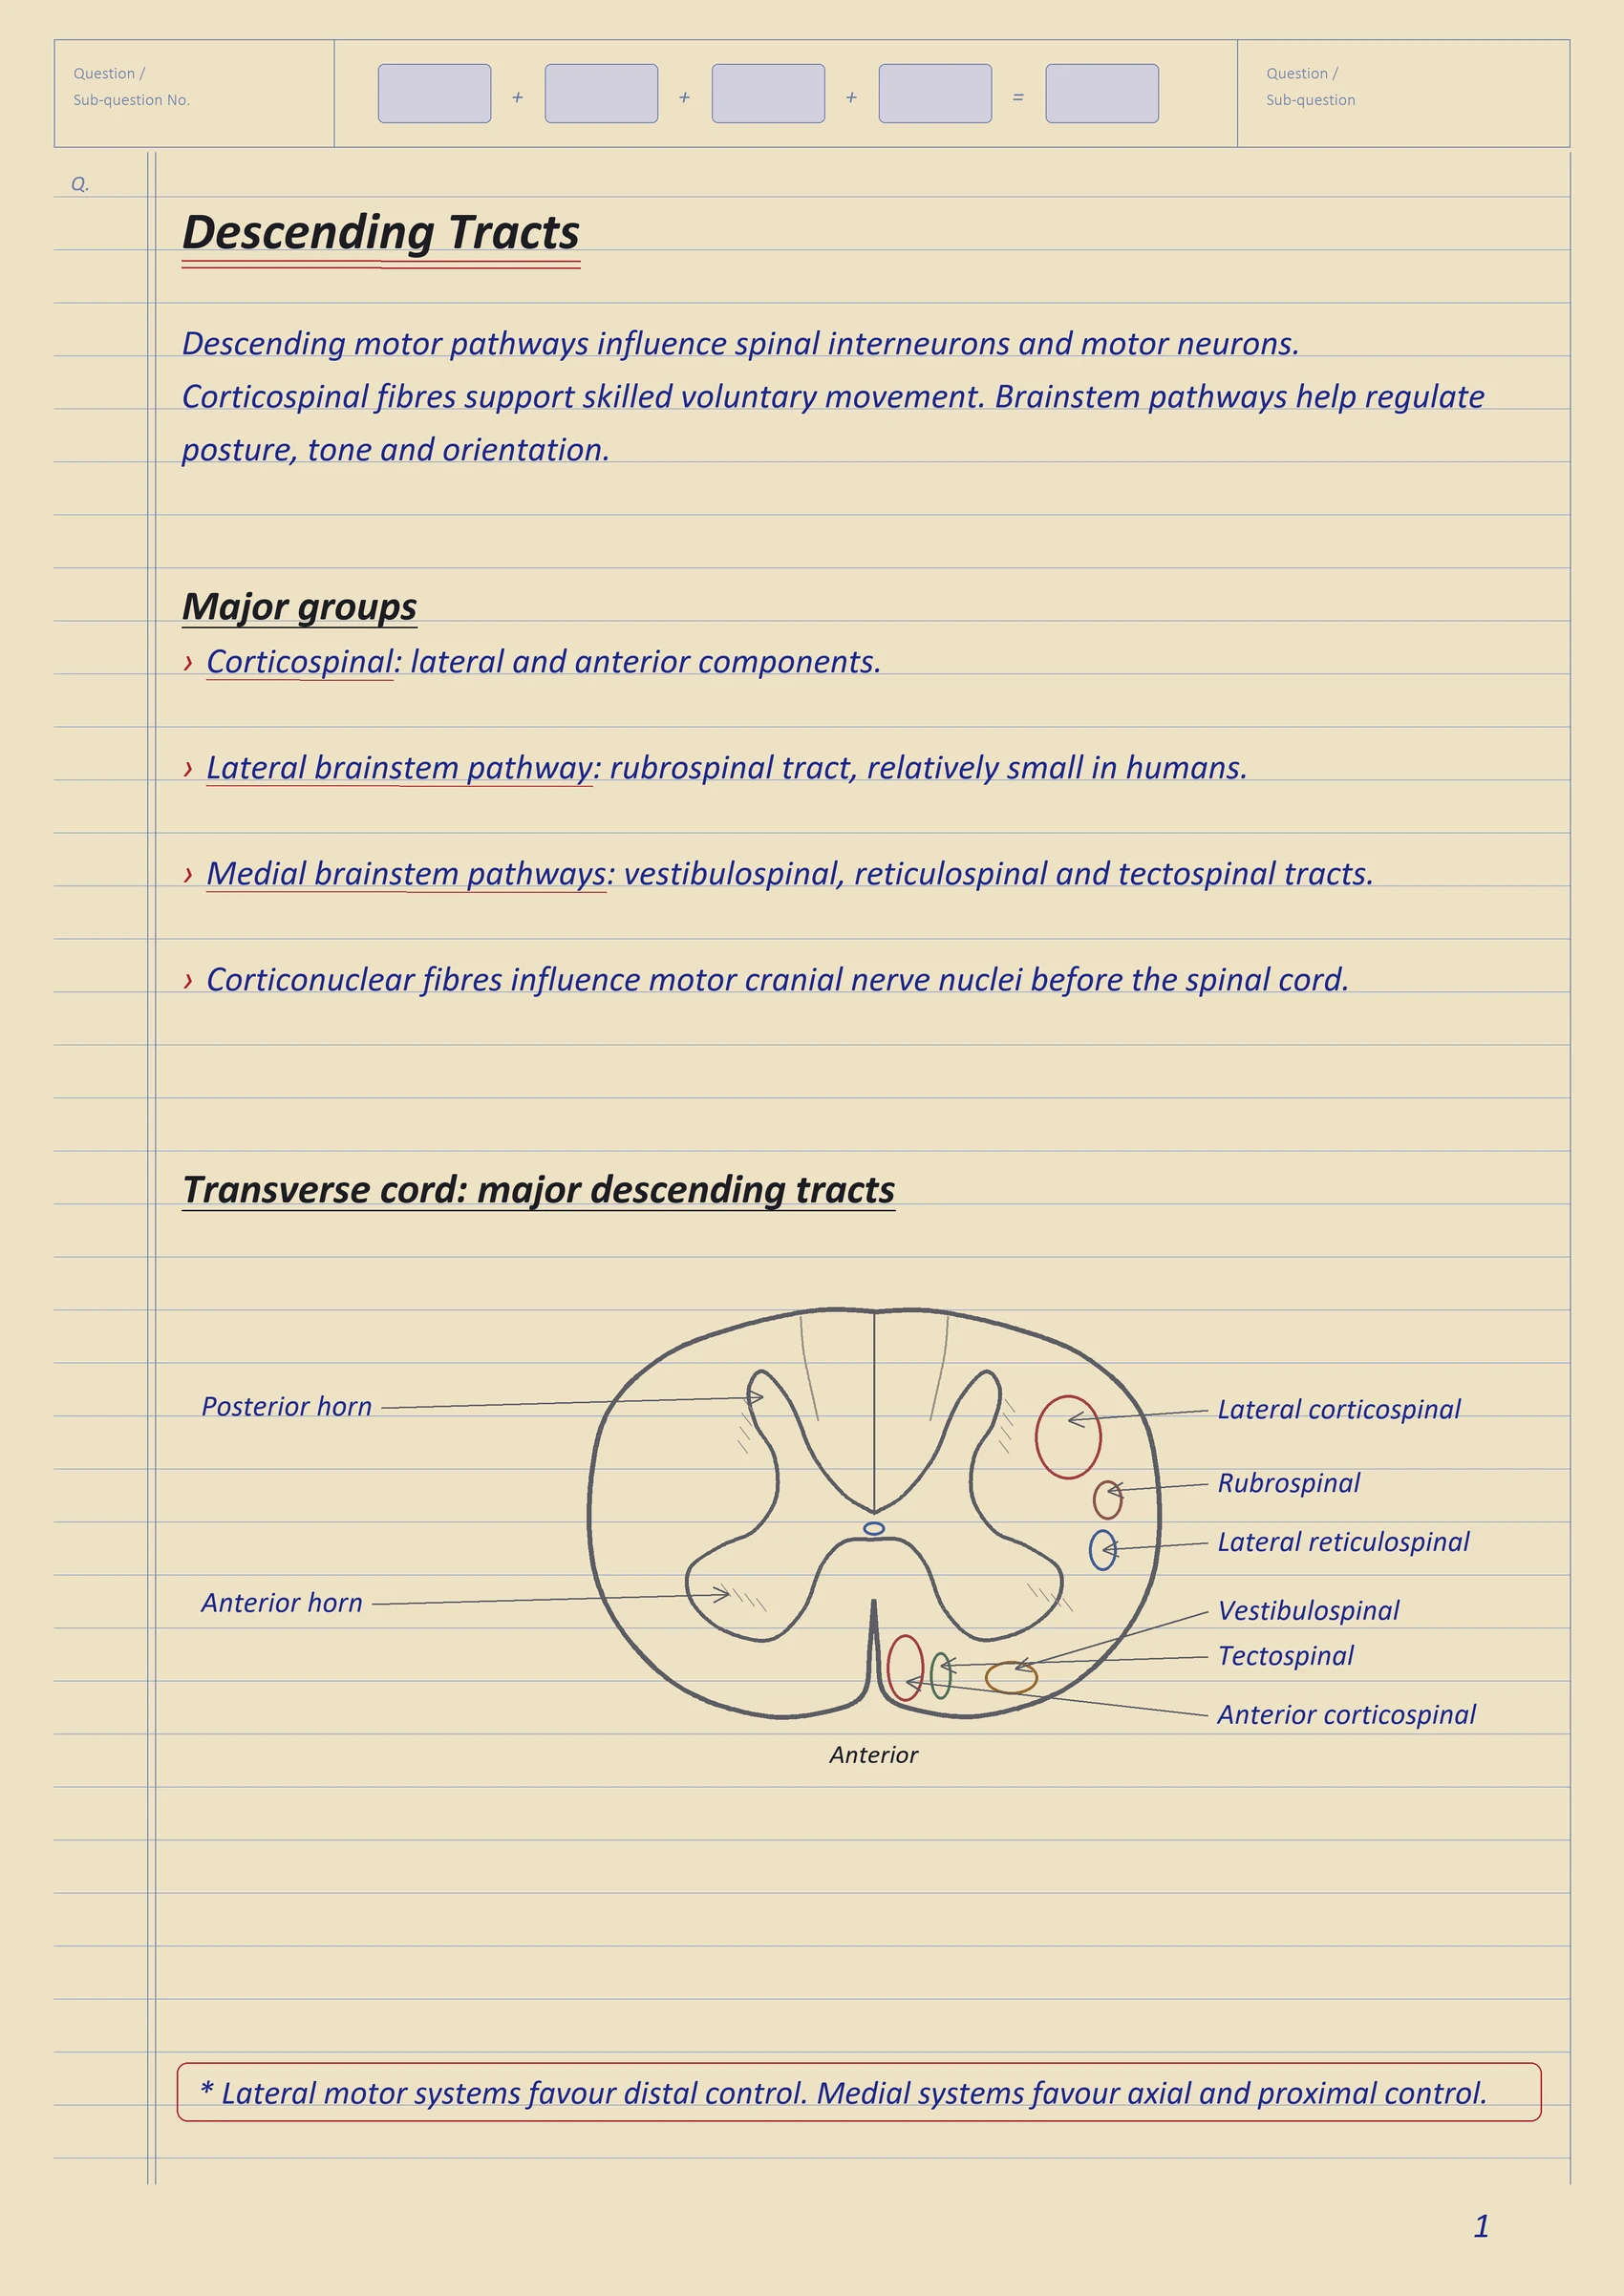 Question /
Sub-question No.
+ + + =
Question /
Sub-question
Q.
Descending Tracts
Descending motor pathways influence spinal interneurons and motor neurons.
Corticospinal fibres support skilled voluntary movement. Brainstem pathways help regulate
posture, tone and orientation.
Major groups
› Corticospinal: lateral and anterior components.
› Lateral brainstem pathway: rubrospinal tract, relatively small in humans.
› Medial brainstem pathways: vestibulospinal, reticulospinal and tectospinal tracts.
› Corticonuclear fibres influence motor cranial nerve nuclei before the spinal cord.
Transverse cord: major descending tracts
Posterior horn
Anterior horn
Lateral corticospinal
Rubrospinal
Lateral reticulospinal
Vestibulospinal
Tectospinal
Anterior corticospinal
Anterior
* Lateral motor systems favour distal control. Medial systems favour axial and proximal control.
1